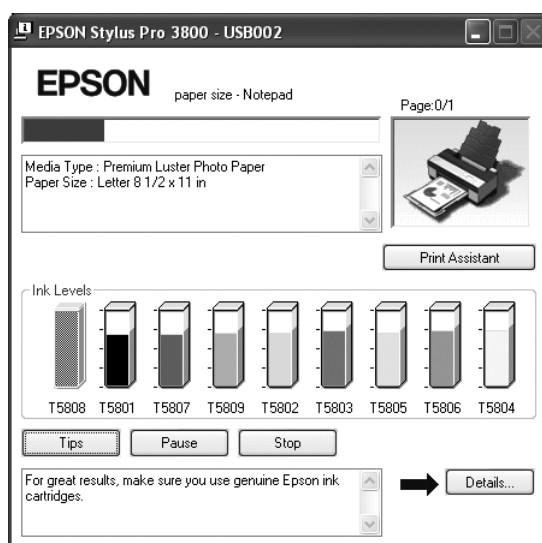 EPSON Stylus Pro 3800 - USB002
EPSON
paper size - Notepad
Page:0/1
Media Type : Premium Luster Photo Paper
Paper Size : Letter 8 1/2 x 11 in
Print Assistant
Ink Levels
T5808 T5801 T5807 T5809 T5802 T5803 T5805 T5806 T5804
Tips Pause Stop
For great results, make sure you use genuine Epson ink
cartridges.
Details...